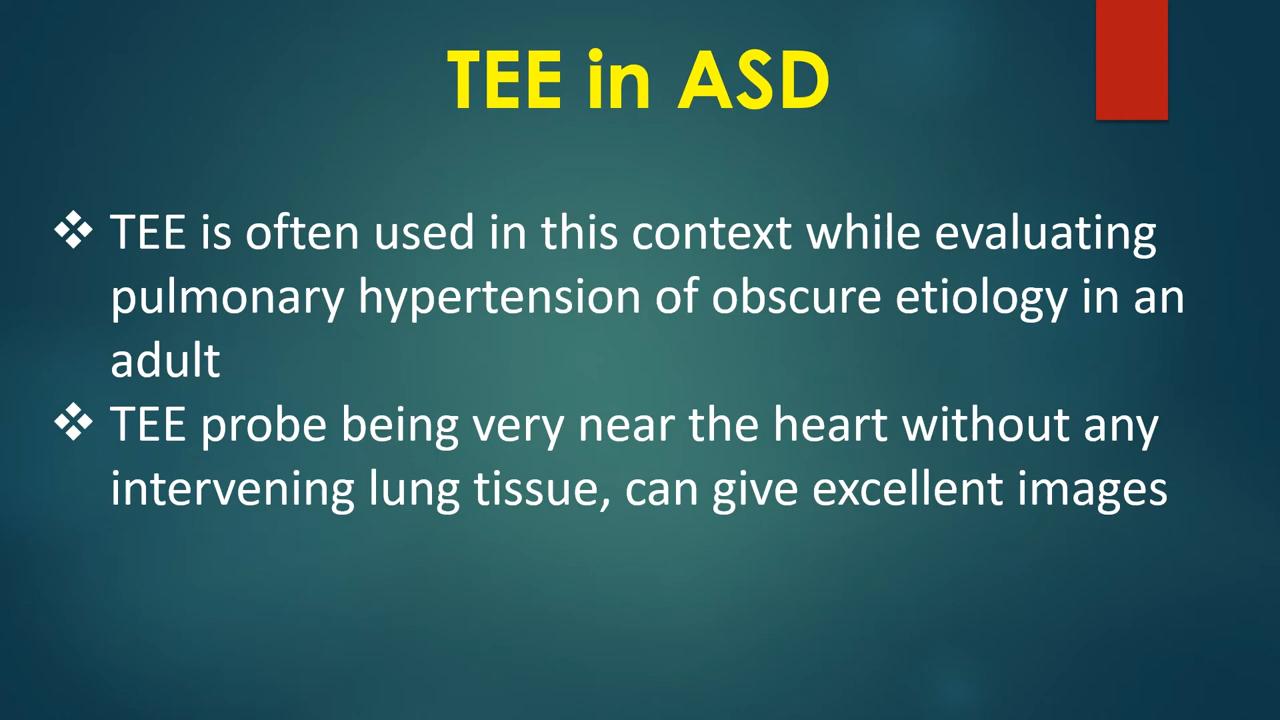 TEE in ASD
❖ TEE is often used in this context while evaluating
pulmonary hypertension of obscure etiology in an
adult
❖ TEE probe being very near the heart without any
intervening lung tissue, can give excellent images